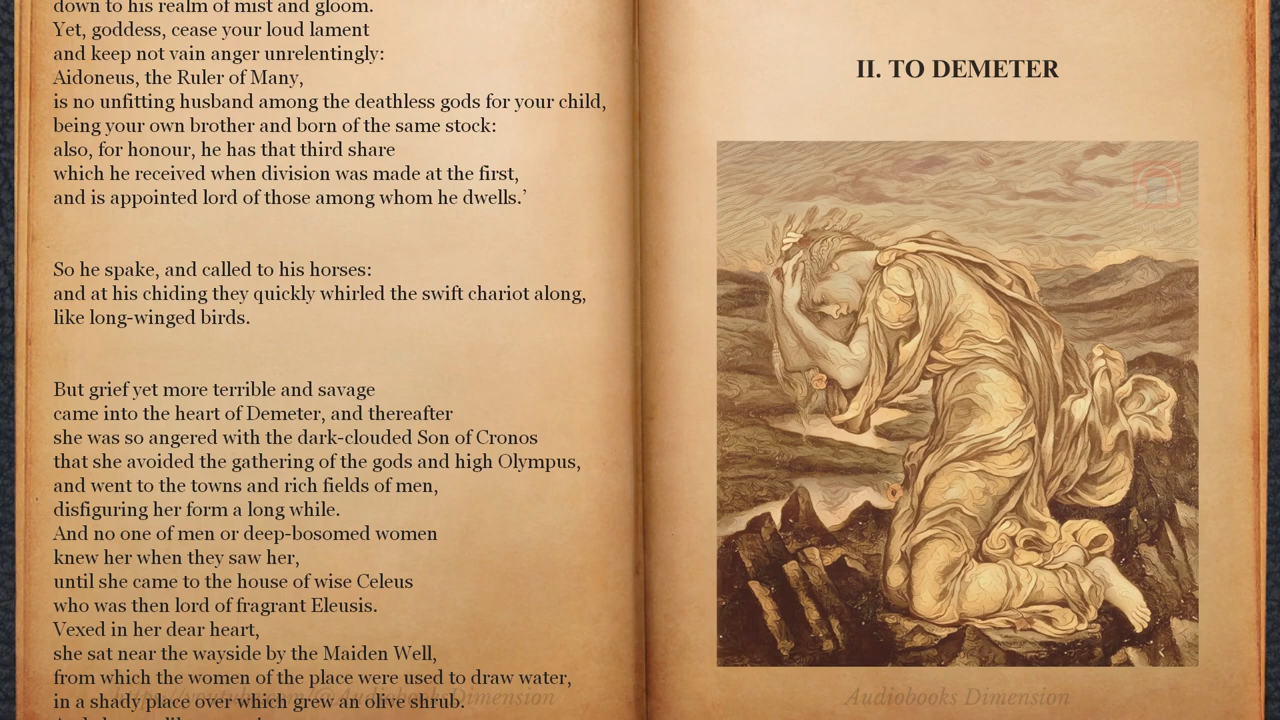 down to his realm of mist and gloom.
Yet, goddess, cease your loud lament
and keep not vain anger unrelentingly:
Aidoneus, the Ruler of Many,
is no unfitting husband among the deathless gods for your child,
being your own brother and born of the same stock:
also, for honour, he has that third share
which he received when division was made at the first,
and is appointed lord of those among whom he dwells.’
So he spake, and called to his horses:
and at his chiding they quickly whirled the swift chariot along,
like long-winged birds.
But grief yet more terrible and savage
came into the heart of Demeter, and thereafter
she was so angered with the dark-clouded Son of Cronos
that she avoided the gathering of the gods and high Olympus,
and went to the towns and rich fields of men,
disfiguring her form a long while.
And no one of men or deep-bosomed women
knew her when they saw her,
until she came to the house of wise Celeus
who was then lord of fragrant Eleusis.
Vexed in her dear heart,
she sat near the wayside by the Maiden Well,
from which the women of the place were used to draw water,
in a shady place over which grew an olive shrub.
II. TO DEMETER
Audiobooks Dimension